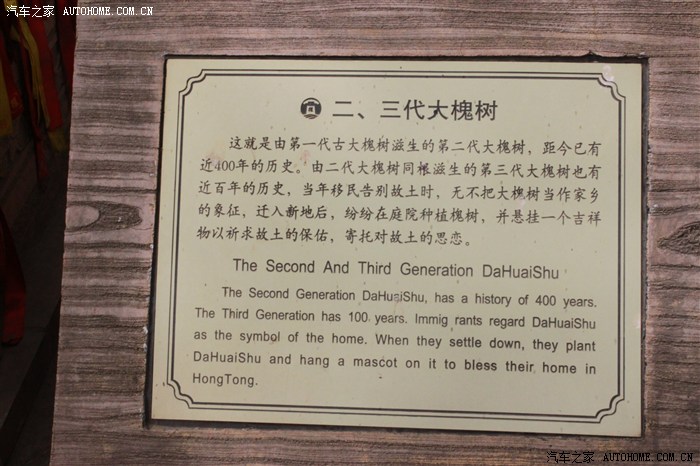 汽车之家 AUTOHOME.COM.CN
二、三代大槐树
这就是由第一代古大槐树滋生的第二代大槐树，距今已有
近400年的历史。由二代大槐树同根滋生的第三代大槐树也有
近百年的历史，当年移民告别故土时，无不把大槐树当作家乡
的象征，迁入新地后，纷纷在庭院种植槐树，并悬挂一个吉祥
物以祈求故土的保佑，寄托对故土的思恋。
The Second And Third Generation DaHuaiShu
The Second Generation DaHuaiShu, has a history of 400 years.
The Third Generation has 100 years. Immig rants regard DaHuaiShu
as the symbol of the home. When they settle down, they plant
DaHuaiShu and hang a mascot on it to bless their home in
HongTong.
汽车之家 AUTOHOME.COM.CN